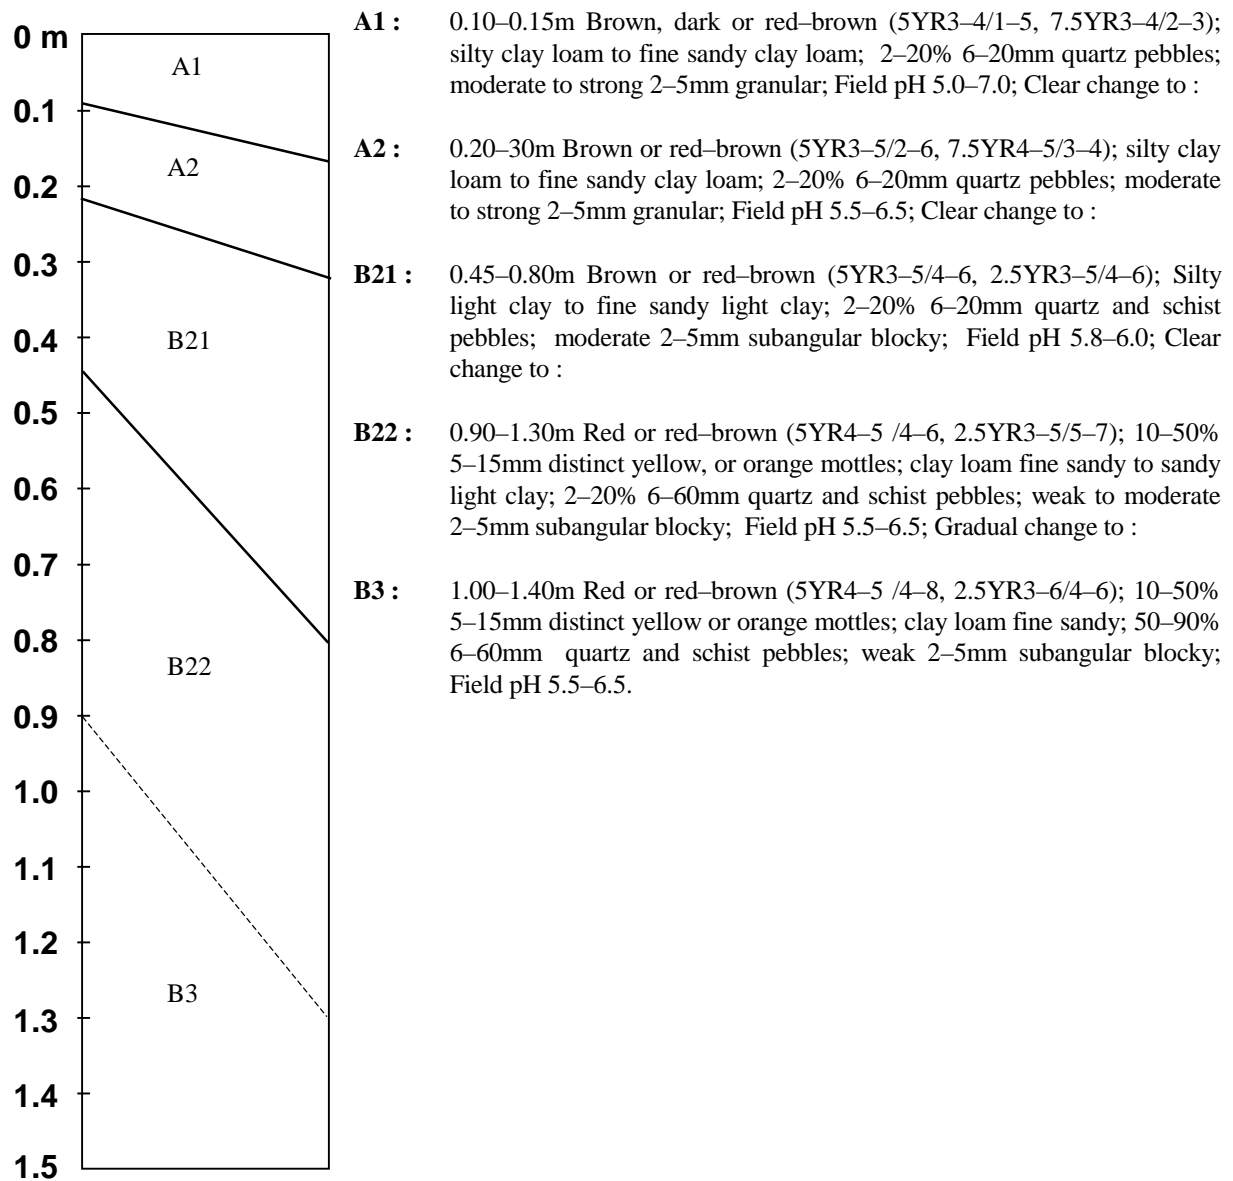 0 m
0.1
0.2
0.3
0.4
0.5
0.6
0.7
0.8
0.9
1.0
1.1
1.2
1.3
1.4
1.5
A1
A2
B21
B22
B3
A1 : 0.10–0.15m Brown, dark or red–brown (5YR3–4/1–5, 7.5YR3–4/2–3);
silty clay loam to fine sandy clay loam; 2–20% 6–20mm quartz pebbles;
moderate to strong 2–5mm granular; Field pH 5.0–7.0; Clear change to :
A2 : 0.20–30m Brown or red–brown (5YR3–5/2–6, 7.5YR4–5/3–4); silty clay
loam to fine sandy clay loam; 2–20% 6–20mm quartz pebbles; moderate
to strong 2–5mm granular; Field pH 5.5–6.5; Clear change to :
B21 : 0.45–0.80m Brown or red–brown (5YR3–5/4–6, 2.5YR3–5/4–6); Silty
light clay to fine sandy light clay; 2–20% 6–20mm quartz and schist
pebbles; moderate 2–5mm subangular blocky; Field pH 5.8–6.0; Clear
change to :
B22 : 0.90–1.30m Red or red–brown (5YR4–5 /4–6, 2.5YR3–5/5–7); 10–50%
5–15mm distinct yellow, or orange mottles; clay loam fine sandy to sandy
light clay; 2–20% 6–60mm quartz and schist pebbles; weak to moderate
2–5mm subangular blocky; Field pH 5.5–6.5; Gradual change to :
B3 : 1.00–1.40m Red or red–brown (5YR4–5 /4–8, 2.5YR3–6/4–6); 10–50%
5–15mm distinct yellow or orange mottles; clay loam fine sandy; 50–90%
6–60mm quartz and schist pebbles; weak 2–5mm subangular blocky;
Field pH 5.5–6.5.